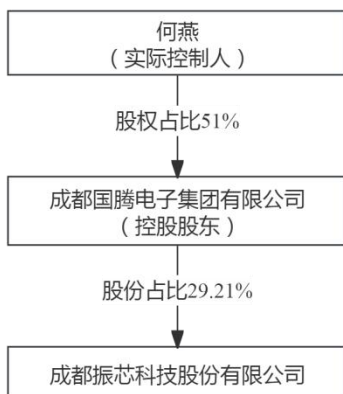 何燕
（实际控制人）
股权占比51%
成都国腾电子集团有限公司
（控股股东）
股份占比29.21%
成都振芯科技股份有限公司